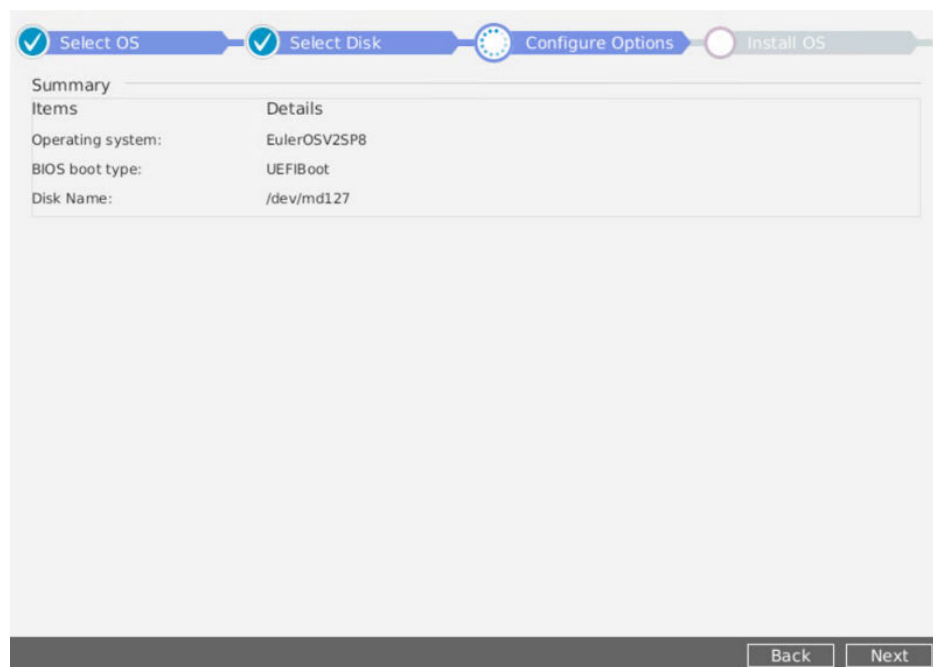 Select OS Select Disk Configure Options Install OS
Summary
Items Details
Operating system: EulerOSV2SP8
BIOS boot type: UEFIBoot
Disk Name: /dev/md127
Back Next